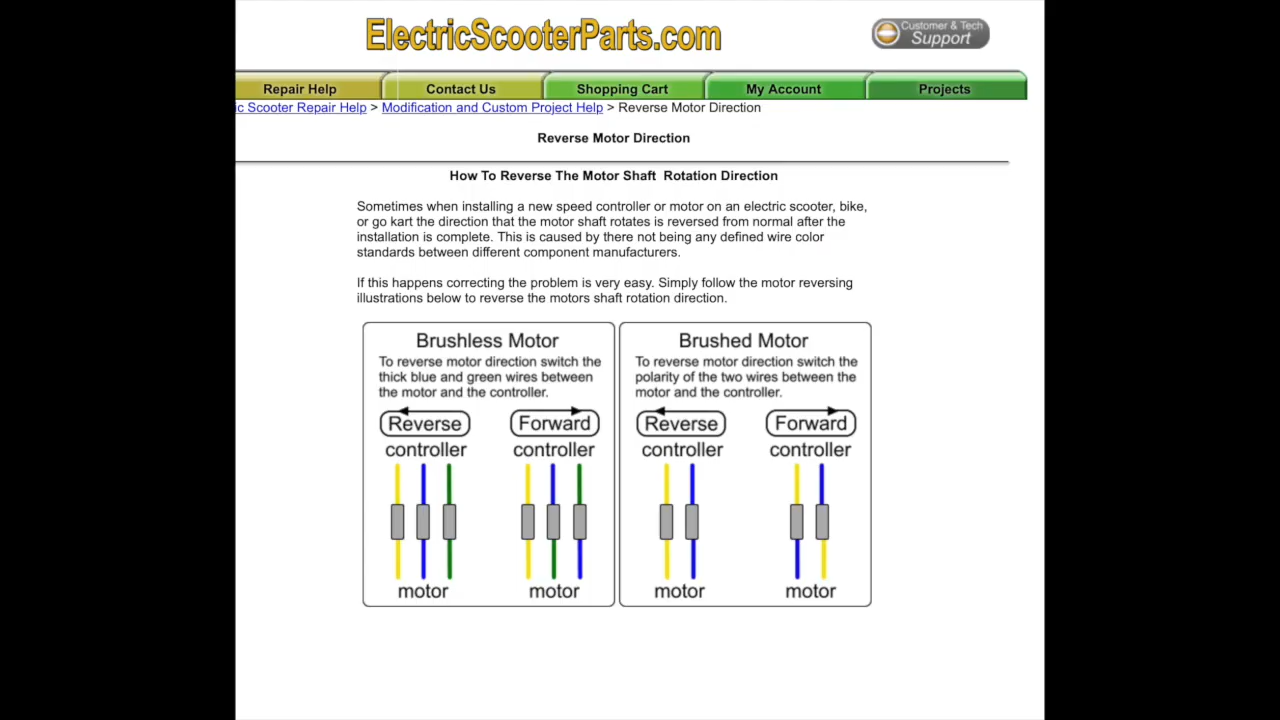 ElectricScooterParts.com
Customer & Tech
Support
Repair Help
Contact Us
Shopping Cart
My Account
Projects
ic Scooter Repair Help > Modification and Custom Project Help > Reverse Motor Direction
Reverse Motor Direction
How To Reverse The Motor Shaft Rotation Direction
Sometimes when installing a new speed controller or motor on an electric scooter, bike,
or go kart the direction that the motor shaft rotates is reversed from normal after the
installation is complete. This is caused by there not being any defined wire color
standards between different component manufacturers.
If this happens correcting the problem is very easy. Simply follow the motor reversing
illustrations below to reverse the motors shaft rotation direction.
Brushless Motor
To reverse motor direction switch the
thick blue and green wires between
the motor and the controller.
Reverse
Forward
controller
controller
motor
motor
Brushed Motor
To reverse motor direction switch the
polarity of the two wires between the
motor and the controller.
Reverse
Forward
controller
controller
motor
motor